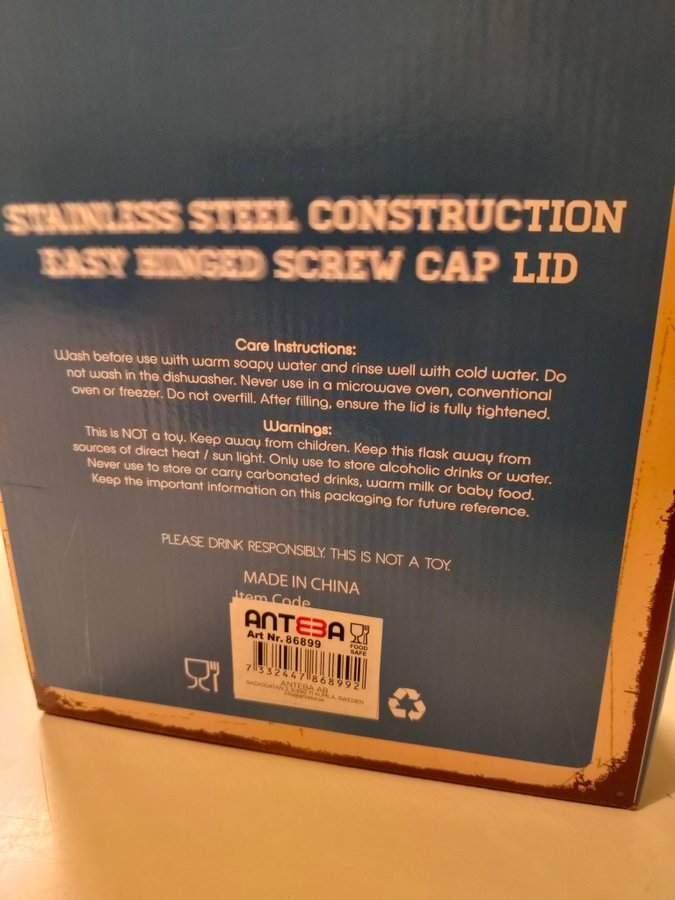 STAINLESS STEEL CONSTRUCTION
EASY HINGED SCREW CAP LID
Care Instructions:
Wash before use with warm soapy water and rinse well with cold water. Do
not wash in the dishwasher. Never use in a microwave oven, conventional
oven or freezer. Do not overfill. After filling, ensure the lid is fully tightened.
Warnings:
This is NOT a toy. Keep away from children. Keep this flask away from
sources of direct heat / sun light. Only use to store alcoholic drinks or water.
Never use to store or carry carbonated drinks, warm milk or baby food.
Keep the important information on this packaging for future reference.
PLEASE DRINK RESPONSIBLY. THIS IS NOT A TOY.
MADE IN CHINA
Item Code
ANTEBA
Art Nr. 86899
FOOD
SAFE
7 332447 868992
ANTEBA AB
KUMLA, SWEDEN